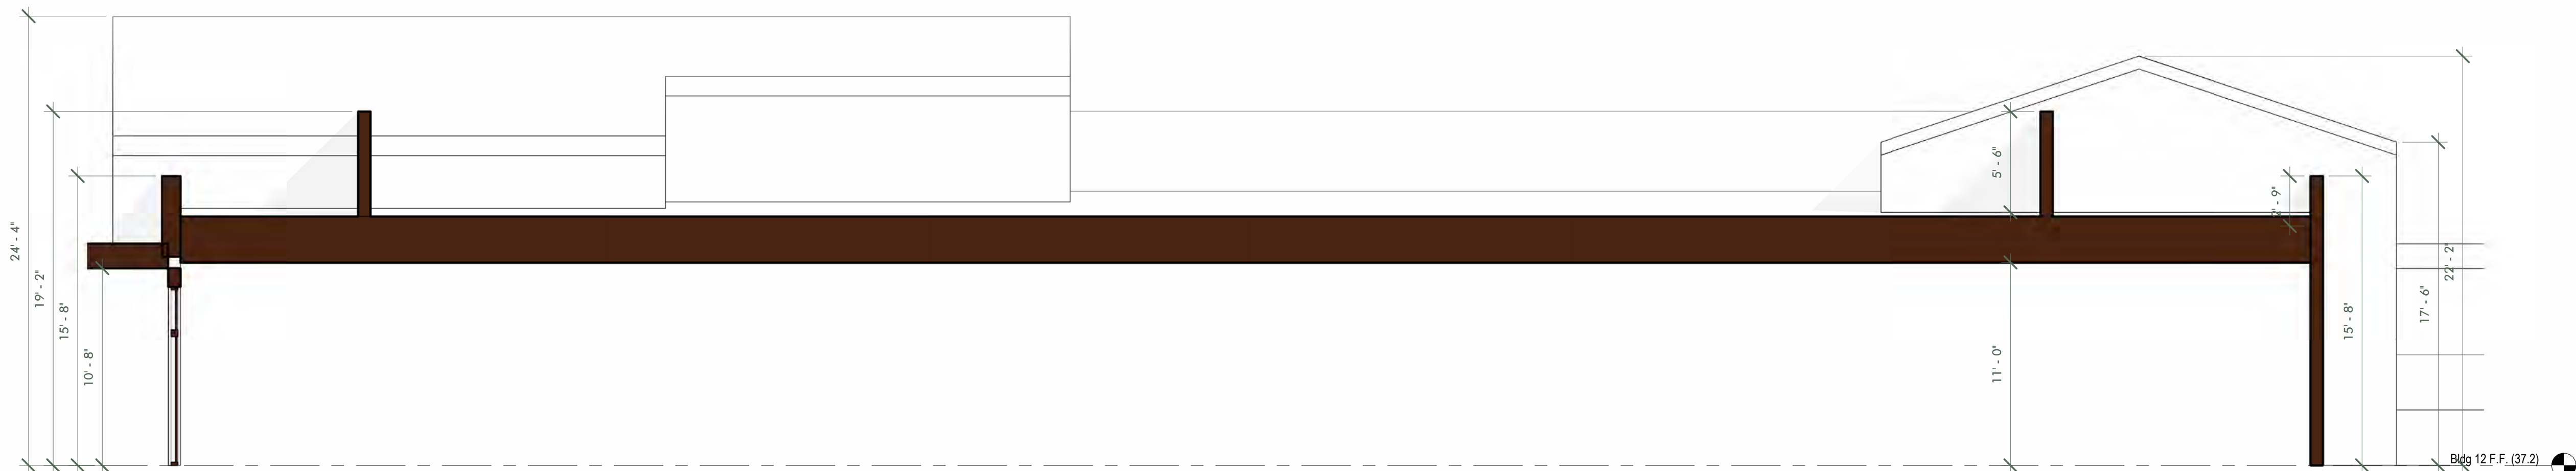 24' - 4"
19' - 2"
15' - 8"
10' - 8"
5' - 6"
11' - 0"
2' - 9"
15' - 8"
17' - 6"
22' - 2"
Bldg 12 F.F. (37.2)